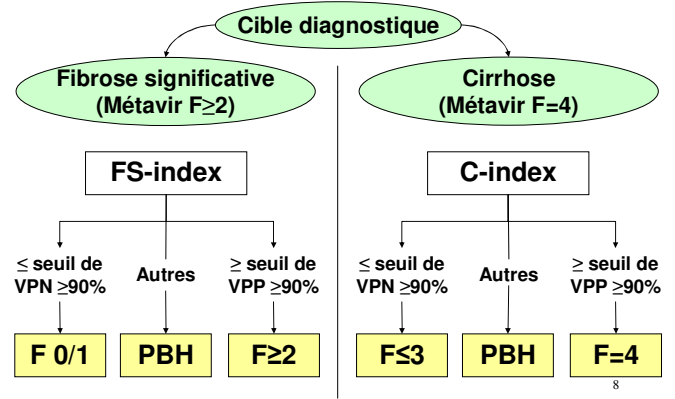 Cible diagnostique
Fibrose significative
(Métavir F≥2)
Cirrhose
(Métavir F=4)
FS-index
C-index
≤ seuil de
VPN ≥90%
Autres
≥ seuil de
VPP ≥90%
≤ seuil de
VPN ≥90%
Autres
≥ seuil de
VPP ≥90%
F 0/1
PBH
F≥2
F≤3
PBH
F=4
8